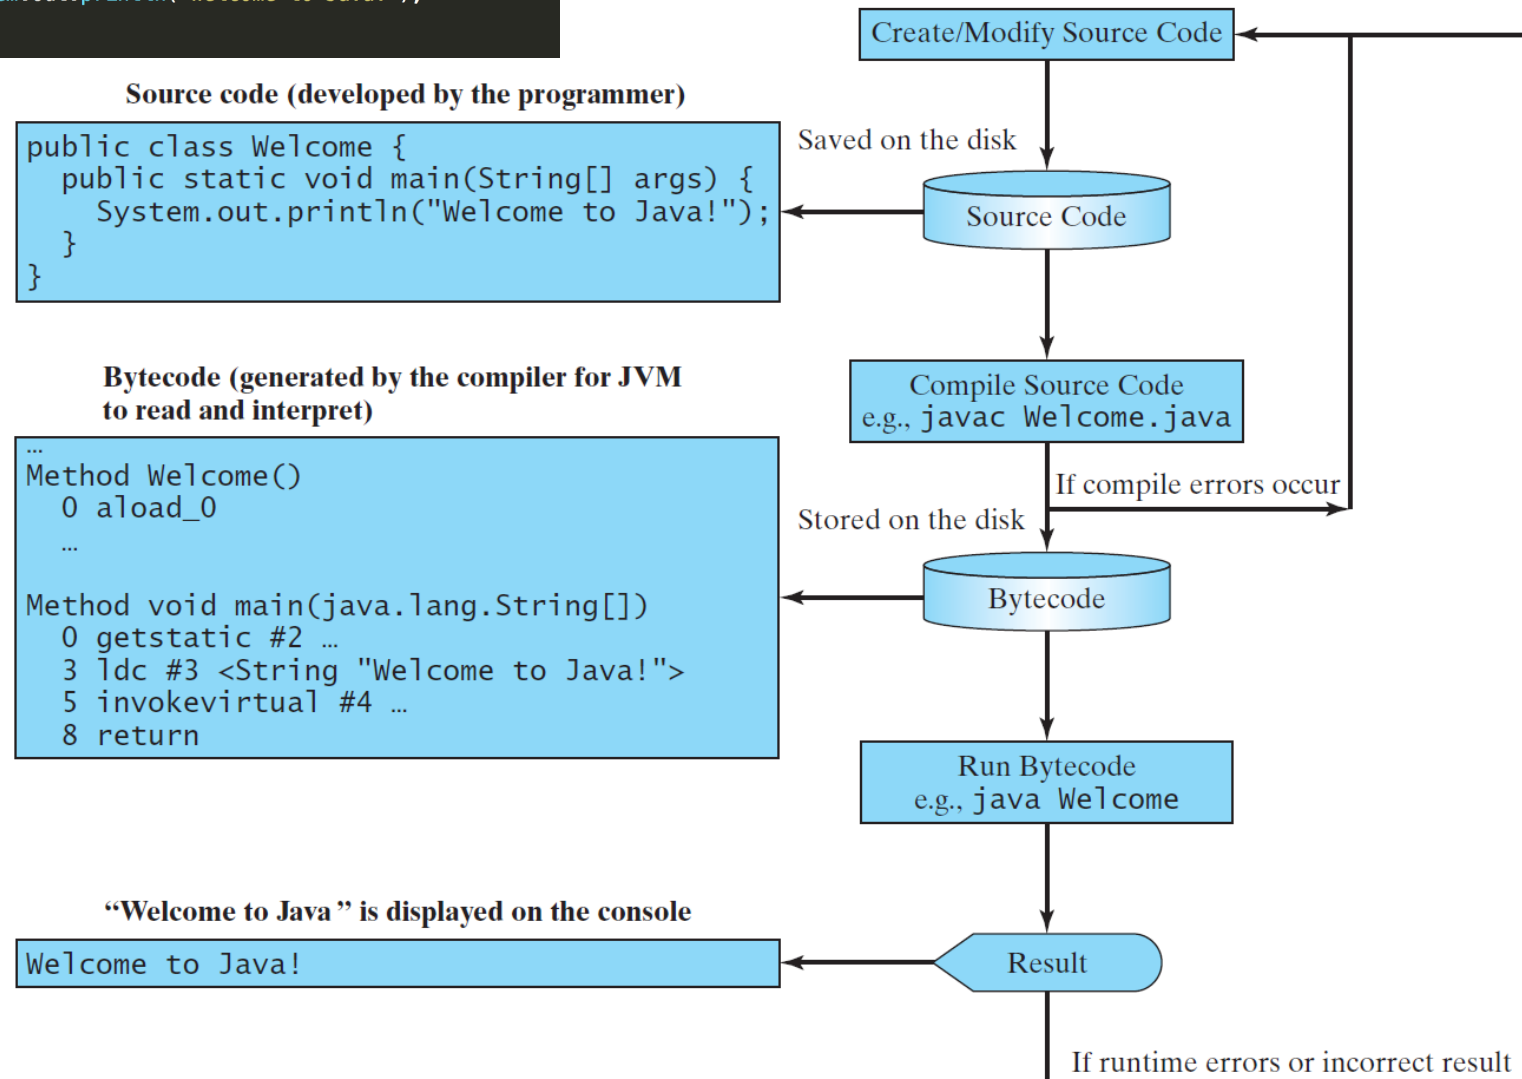 Create/Modify Source Code
Source code (developed by the programmer)
public class Welcome {
  public static void main(String[] args) {
    System.out.println("Welcome to Java!");
  }
}
Saved on the disk
Source Code
Bytecode (generated by the compiler for JVM
to read and interpret)
Compile Source Code
e.g., javac Welcome.java
…
Method Welcome()
  0 aload_0
  …
Method void main(java.lang.String[])
  0 getstatic #2 …
  3 ldc #3 <String "Welcome to Java!">
  5 invokevirtual #4 …
  8 return
If compile errors occur
Stored on the disk
Bytecode
Run Bytecode
e.g., java Welcome
“Welcome to Java ” is displayed on the console
Welcome to Java!
Result
If runtime errors or incorrect result